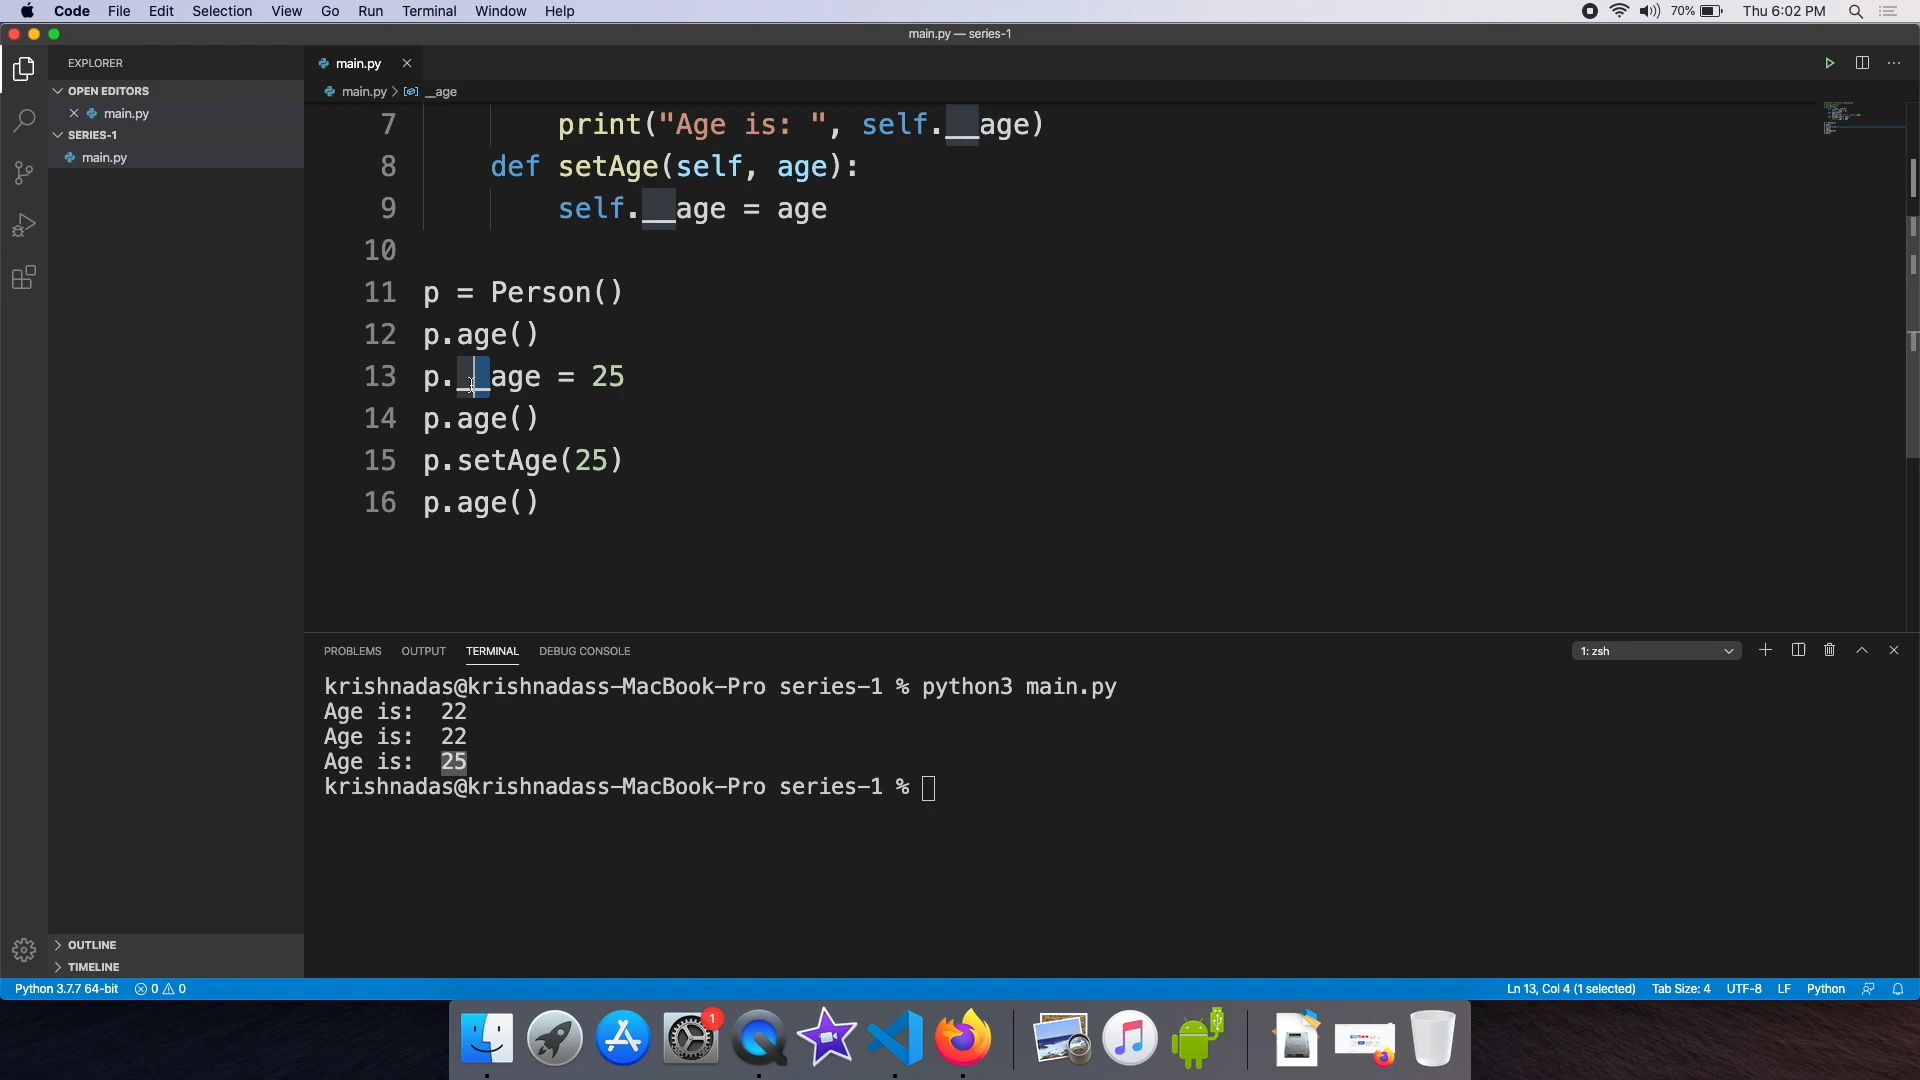 Code File Edit Selection View Go Run Terminal Window Help 70% Thu 6:02 PM
main.py — series-1
EXPLORER
main.py
OPEN EDITORS
main.py > __age
main.py
SERIES-1
main.py
7 print("Age is: ", self.__age)
8 def setAge(self, age):
9 self.__age = age
10
11 p = Person()
12 p.age()
13 p.__age = 25
14 p.age()
15 p.setAge(25)
16 p.age()
PROBLEMS OUTPUT TERMINAL DEBUG CONSOLE 1: zsh
krishnadas@krishnadass-MacBook-Pro series-1 % python3 main.py
Age is:  22
Age is:  22
Age is:  25
krishnadas@krishnadass-MacBook-Pro series-1 %
OUTLINE
TIMELINE
Python 3.7.7 64-bit 0 0 Ln 13, Col 4 (1 selected) Tab Size: 4 UTF-8 LF Python
1